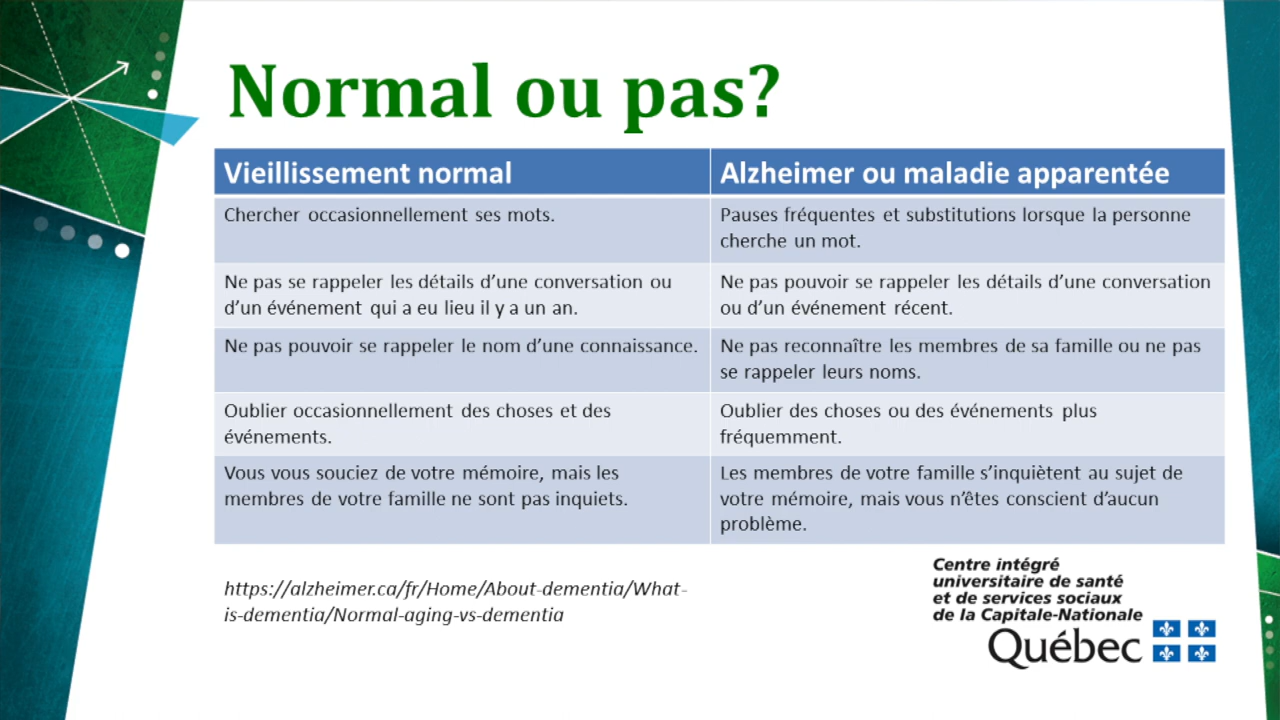 Normal ou pas?
Vieillissement normal
Alzheimer ou maladie apparentée
Chercher occasionnellement ses mots.
Pauses fréquentes et substitutions lorsque la personne
cherche un mot.
Ne pas se rappeler les détails d’une conversation ou
d’un événement qui a eu lieu il y a un an.
Ne pas pouvoir se rappeler les détails d’une conversation
ou d’un événement récent.
Ne pas pouvoir se rappeler le nom d’une connaissance.
Ne pas reconnaître les membres de sa famille ou ne pas
se rappeler leurs noms.
Oublier occasionnellement des choses et des
événements.
Oublier des choses ou des événements plus
fréquemment.
Vous vous souciez de votre mémoire, mais les
membres de votre famille ne sont pas inquiets.
Les membres de votre famille s’inquiètent au sujet de
votre mémoire, mais vous n’êtes conscient d’aucun
problème.
https://alzheimer.ca/fr/Home/About-dementia/What-
is-dementia/Normal-aging-vs-dementia
Centre intégré
universitaire de santé
et de services sociaux
de la Capitale-Nationale
Québec